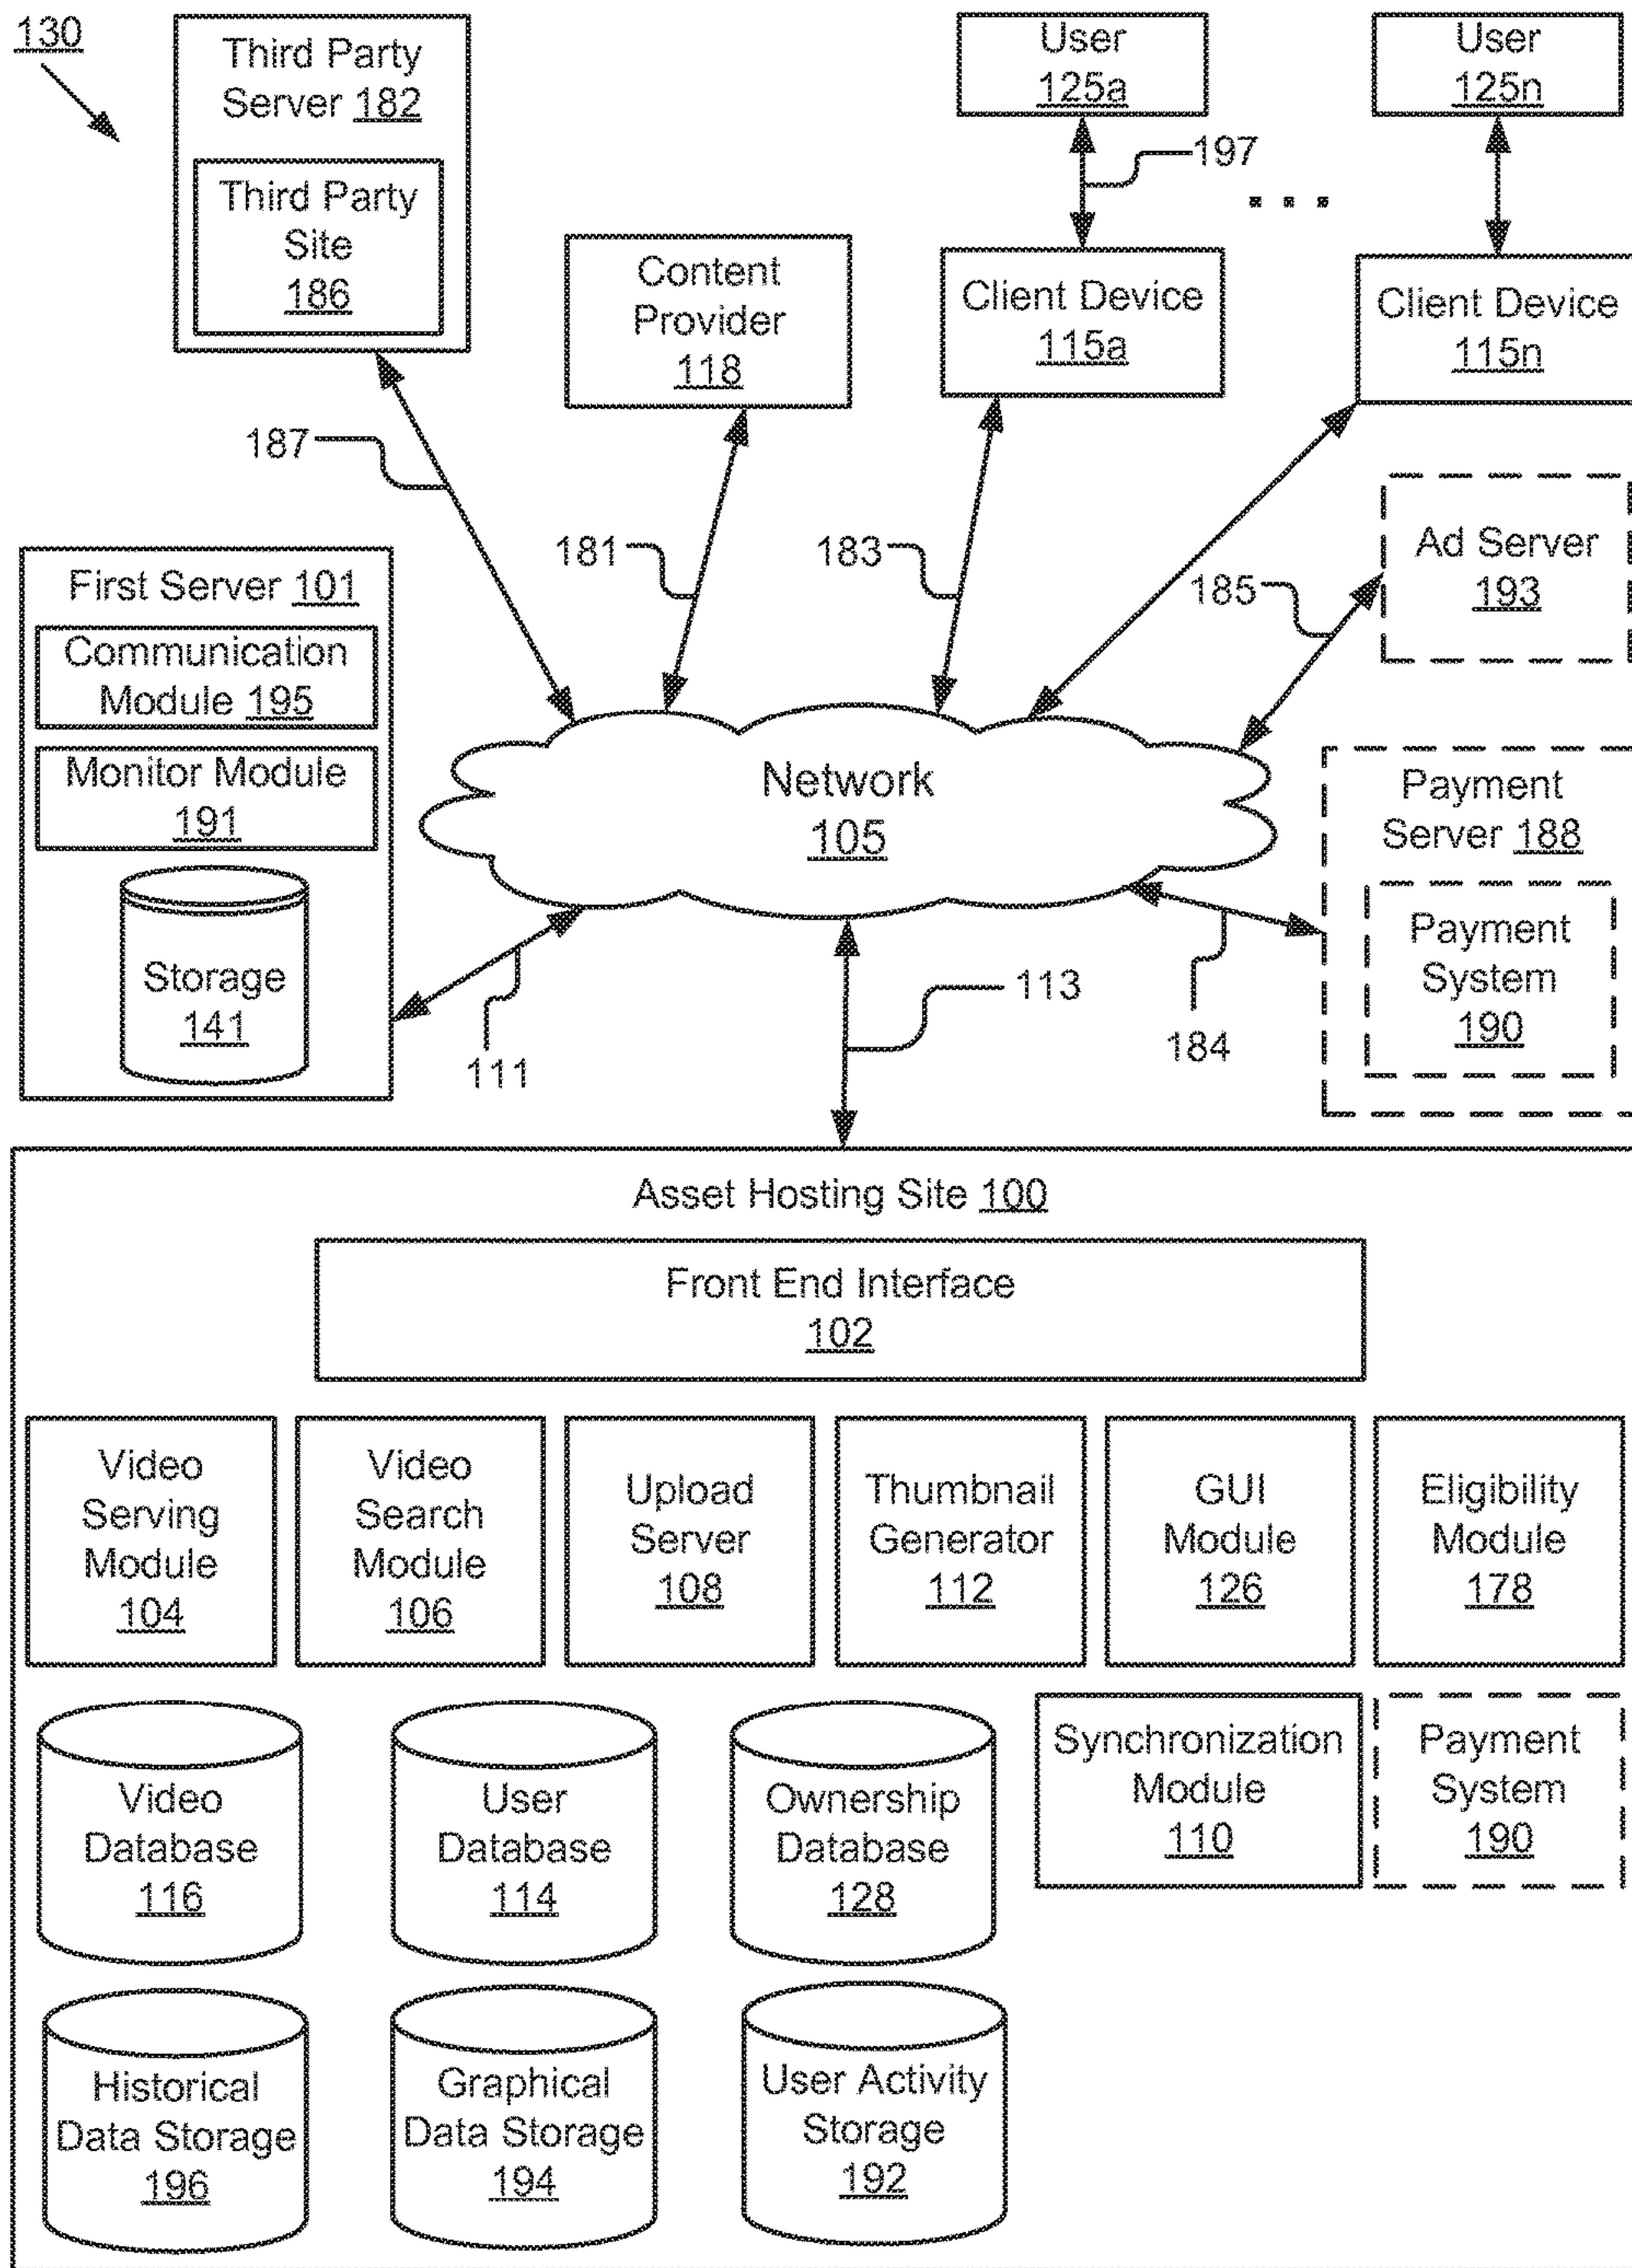 130
Third Party
Server 182
Third Party
Site
186
User
125a
User
125n
197
...
Content
Provider
118
Client Device
115a
Client Device
115n
187
181
183
185
Ad Server
193
First Server 101
Communication
Module 195
Monitor Module
191
Storage
141
Network
105
Payment
Server 188
Payment
System
190
111
113
184
Asset Hosting Site 100
Front End Interface
102
Video
Serving
Module
104
Video
Search
Module
106
Upload
Server
108
Thumbnail
Generator
112
GUI
Module
126
Eligibility
Module
178
Video
Database
116
User
Database
114
Ownership
Database
128
Synchronization
Module
110
Payment
System
190
Historical
Data Storage
196
Graphical
Data Storage
194
User Activity
Storage
192